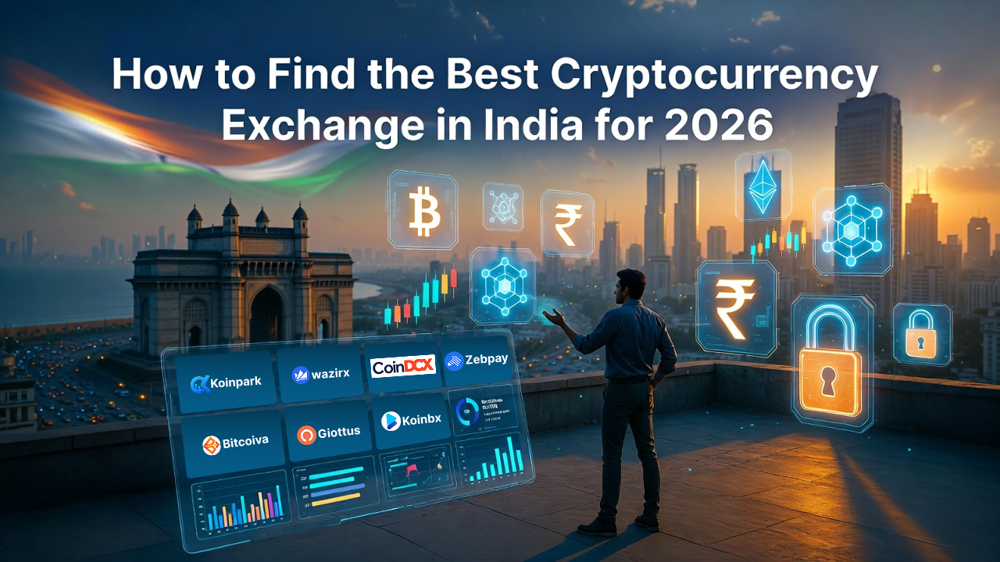 How to Find the Best Cryptocurrency
Exchange in India for 2026
₿
₹
₹
Koinpark
wazirx
CoinDCX
Zebpay
Bitcoiva
Giottus
Koinbx